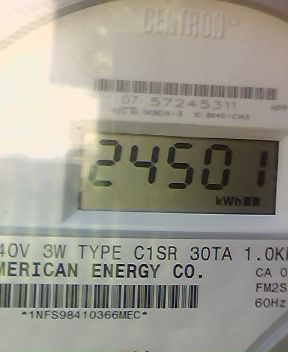 CENTRON®
07 57245311
24501
kWh
40V 3W TYPE C1SR 30TA 1.0K
MERICAN ENERGY CO.
CA 0
FM2S
60Hz
*1NFS98410366MEC*